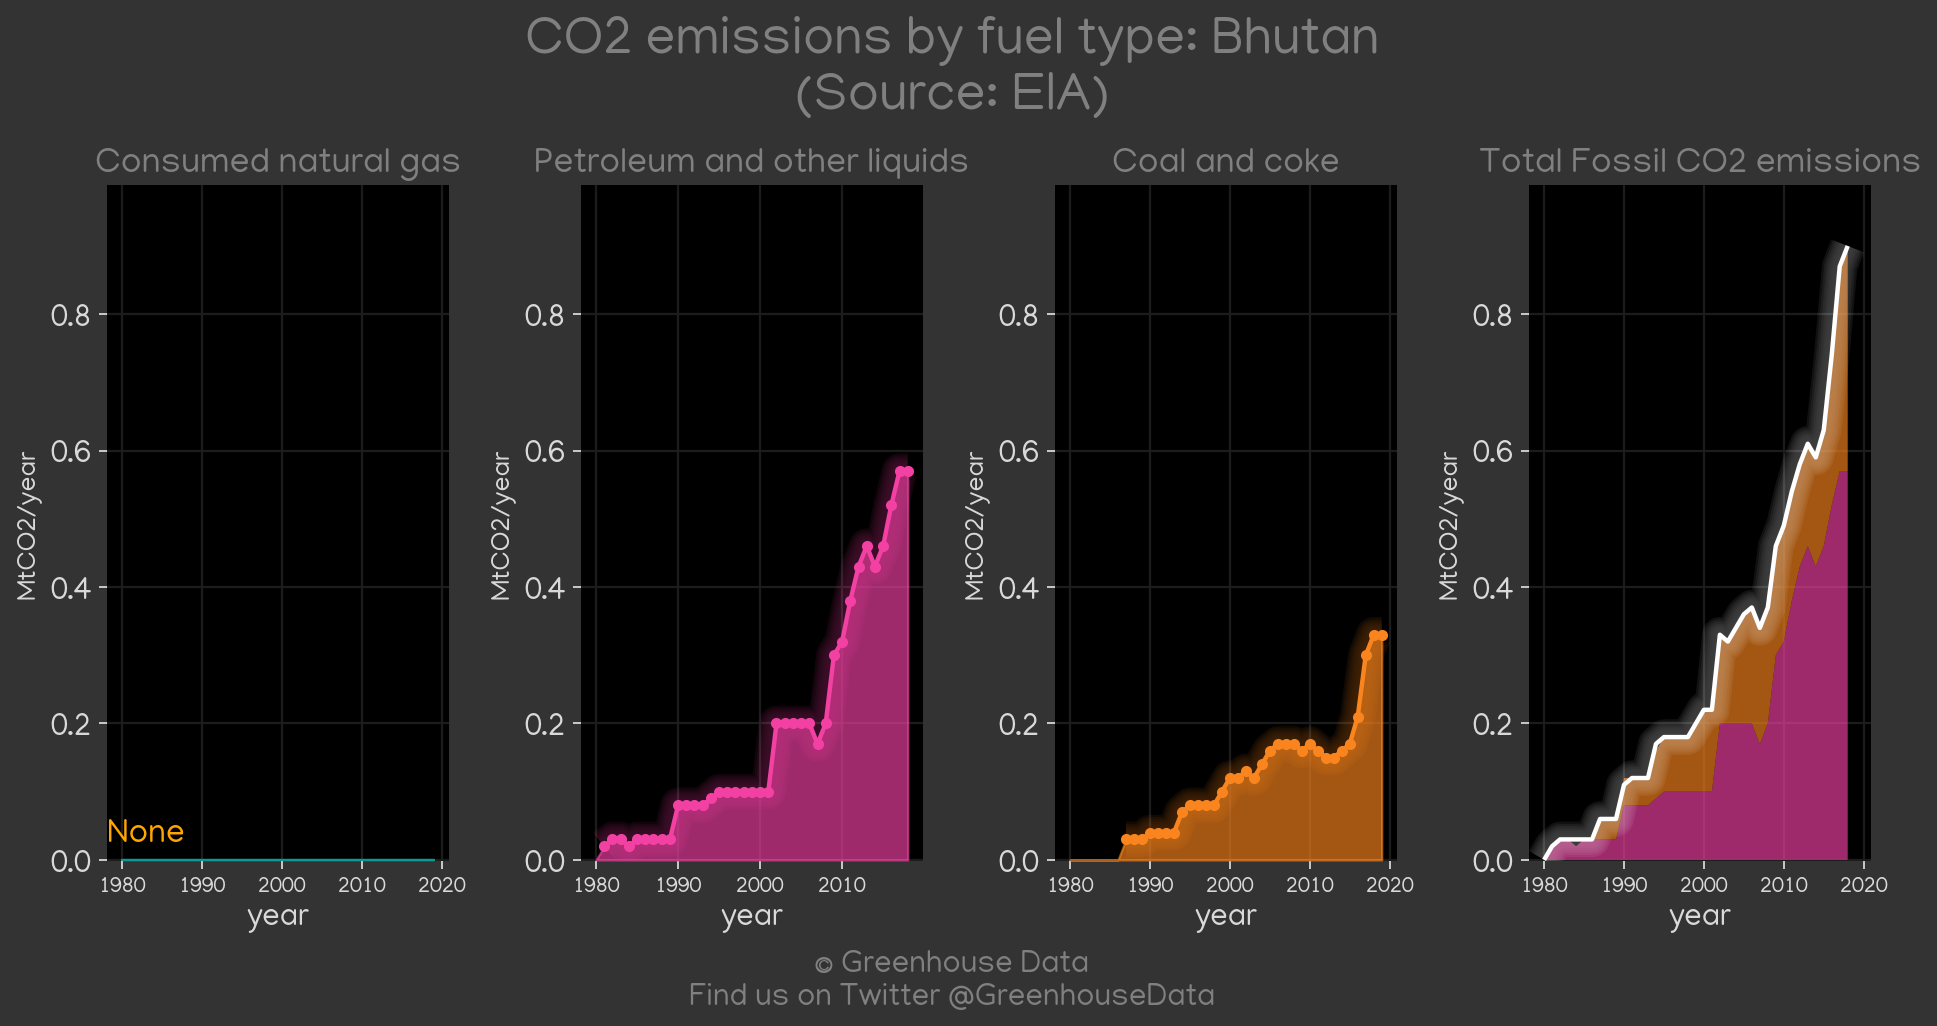 CO2 emissions by fuel type: Bhutan
(Source: EIA)
Consumed natural gas
MtCO2/year
0.8
0.6
0.4
0.2
0.0
None
1980 1990 2000 2010 2020
year
Petroleum and other liquids
MtCO2/year
0.8
0.6
0.4
0.2
0.0
1980 1990 2000 2010
year
Coal and coke
MtCO2/year
0.8
0.6
0.4
0.2
0.0
1980 1990 2000 2010 2020
year
Total Fossil CO2 emissions
MtCO2/year
0.8
0.6
0.4
0.2
0.0
1980 1990 2000 2010 2020
year
© Greenhouse Data
Find us on Twitter @GreenhouseData